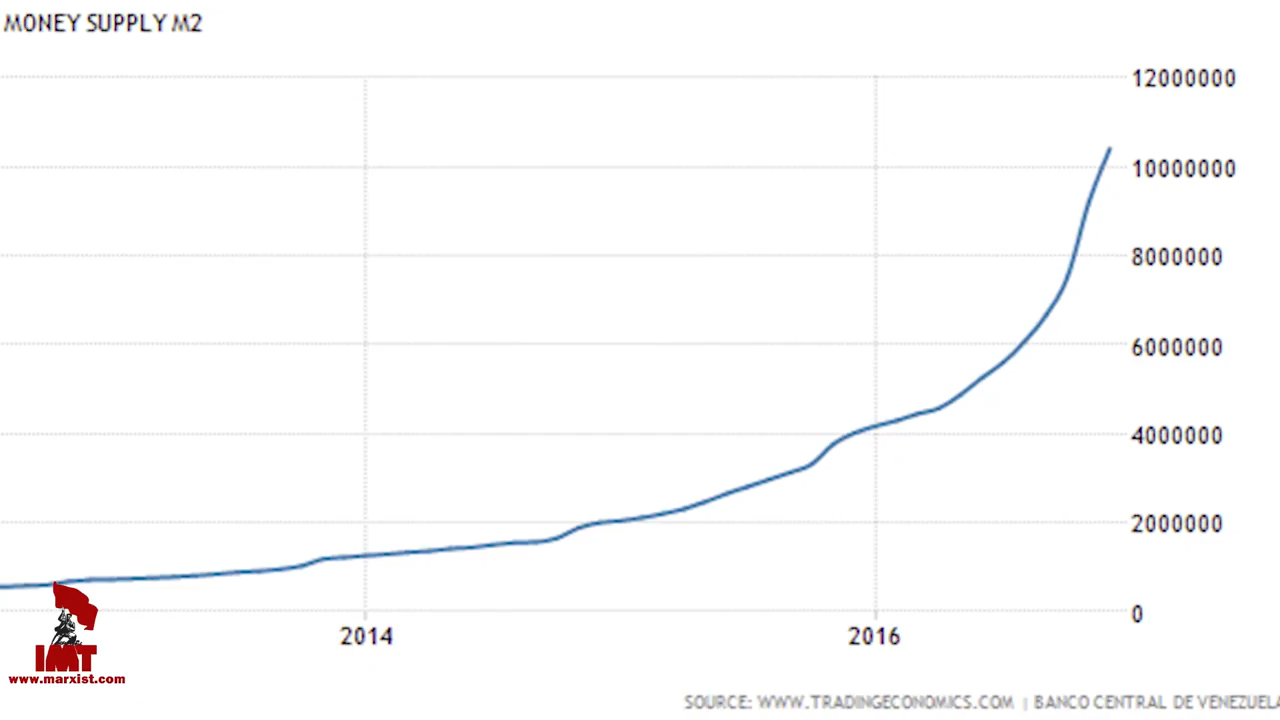 MONEY SUPPLY M2
12000000
10000000
8000000
6000000
4000000
2000000
0
2014 2016
IMT
www.marxist.com
SOURCE: WWW.TRADINGECONOMICS.COM | BANCO CENTRAL DE VENEZUELA